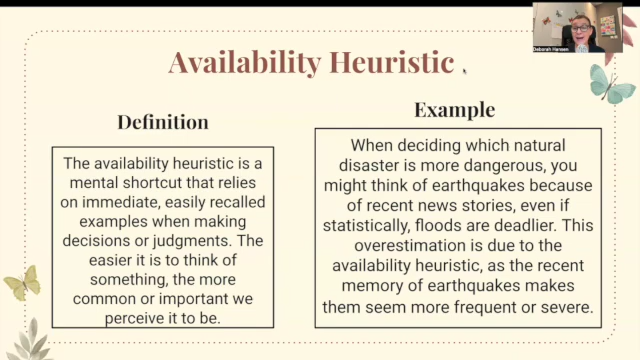 Deborah Hansen
Availability Heuristic
Definition
The availability heuristic is a
mental shortcut that relies
on immediate, easily recalled
examples when making
decisions or judgments. The
easier it is to think of
something, the more
common or important we
perceive it to be.
Example
When deciding which natural
disaster is more dangerous, you
might think of earthquakes because
of recent news stories, even if
statistically, floods are deadlier. This
overestimation is due to the
availability heuristic, as the recent
memory of earthquakes makes
them seem more frequent or severe.